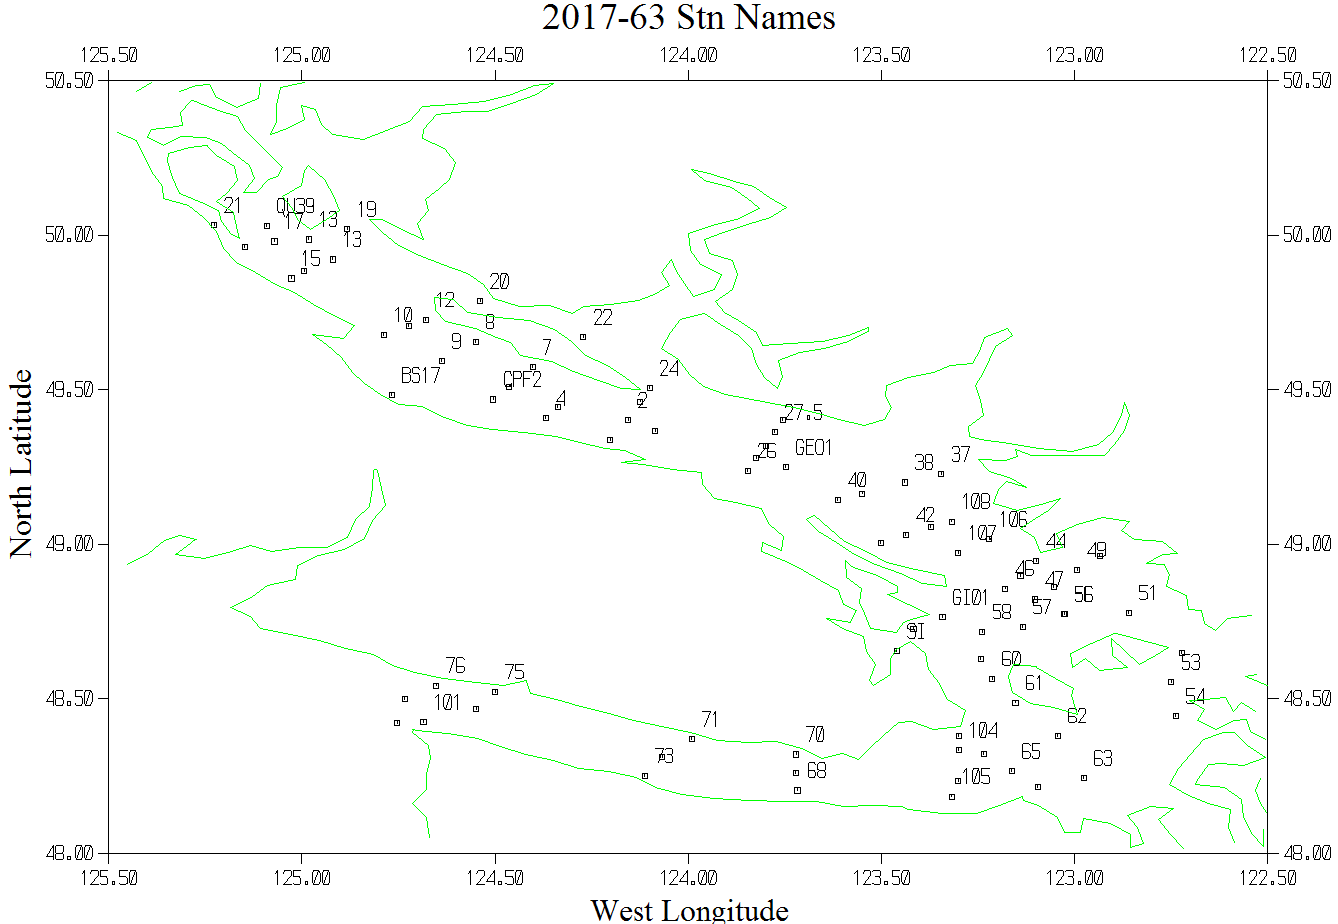 2017-63 Stn Names
125.50 125.00 124.50 124.00 123.50 123.00 122.50
50.50 50.50
21 QU39 19
17 13
50.00 13 50.00
15
20
12
10 8 22
9 7
24
BS17 CPF2
49.50 49.50
4 2
27 5
26 GEO1
37
38
40
108
42 106
107
49.00 44 49.00
49
46
47
GI01 56 51
58 57
SI
60
76 53
75 61
48.50 101 54 48.50
62
71 104
70
65
73 63
68 105
48.00 48.00
125.50 125.00 124.50 124.00 123.50 123.00 122.50
North Latitude
West Longitude